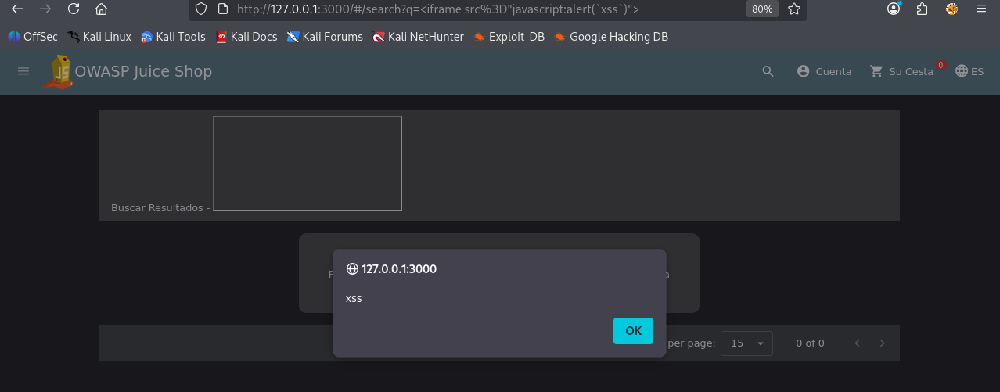 http://127.0.0.1:3000/#/search?q=<iframe src%3D"javascript:alert(`xss`)"> 80%
OffSec Kali Linux Kali Tools Kali Docs Kali Forums Kali NetHunter Exploit-DB Google Hacking DB
JS OWASP Juice Shop Cuenta Su Cesta 0 ES
Buscar Resultados -
127.0.0.1:3000
xss
OK
per page: 15 0 of 0